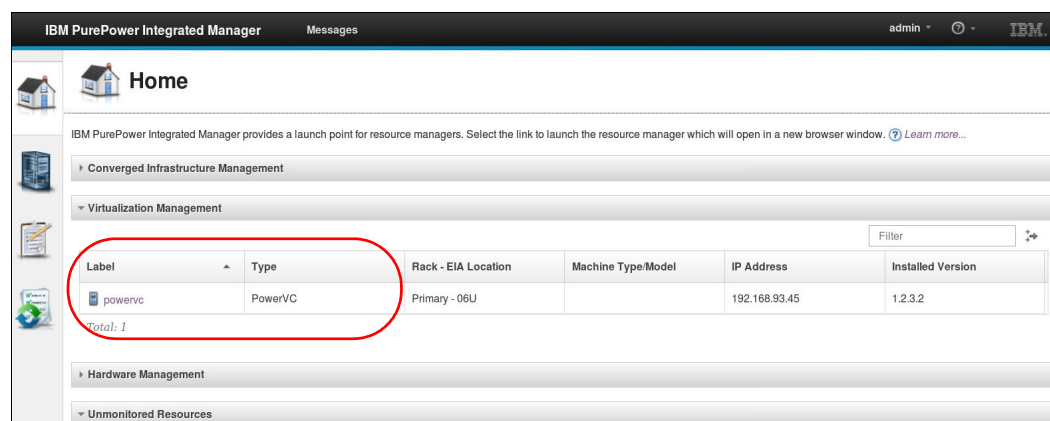 IBM PurePower Integrated Manager Messages admin IBM.
Home
IBM PurePower Integrated Manager provides a launch point for resource managers. Select the link to launch the resource manager which will open in a new browser window. ? Learn more...
Converged Infrastructure Management
Virtualization Management
Filter
Label Type Rack - EIA Location Machine Type/Model IP Address Installed Version
powervc PowerVC Primary - 06U 192.168.93.45 1.2.3.2
Total: 1
Hardware Management
Unmonitored Resources